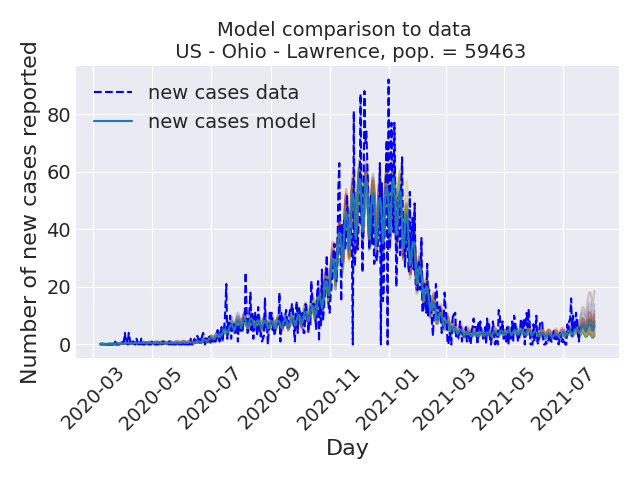 Model comparison to data
US - Ohio - Lawrence, pop. = 59463
Number of new cases reported
80
60
40
20
0
new cases data
new cases model
2020-03
2020-05
2020-07
2020-09
2020-11
2021-01
2021-03
2021-05
2021-07
Day